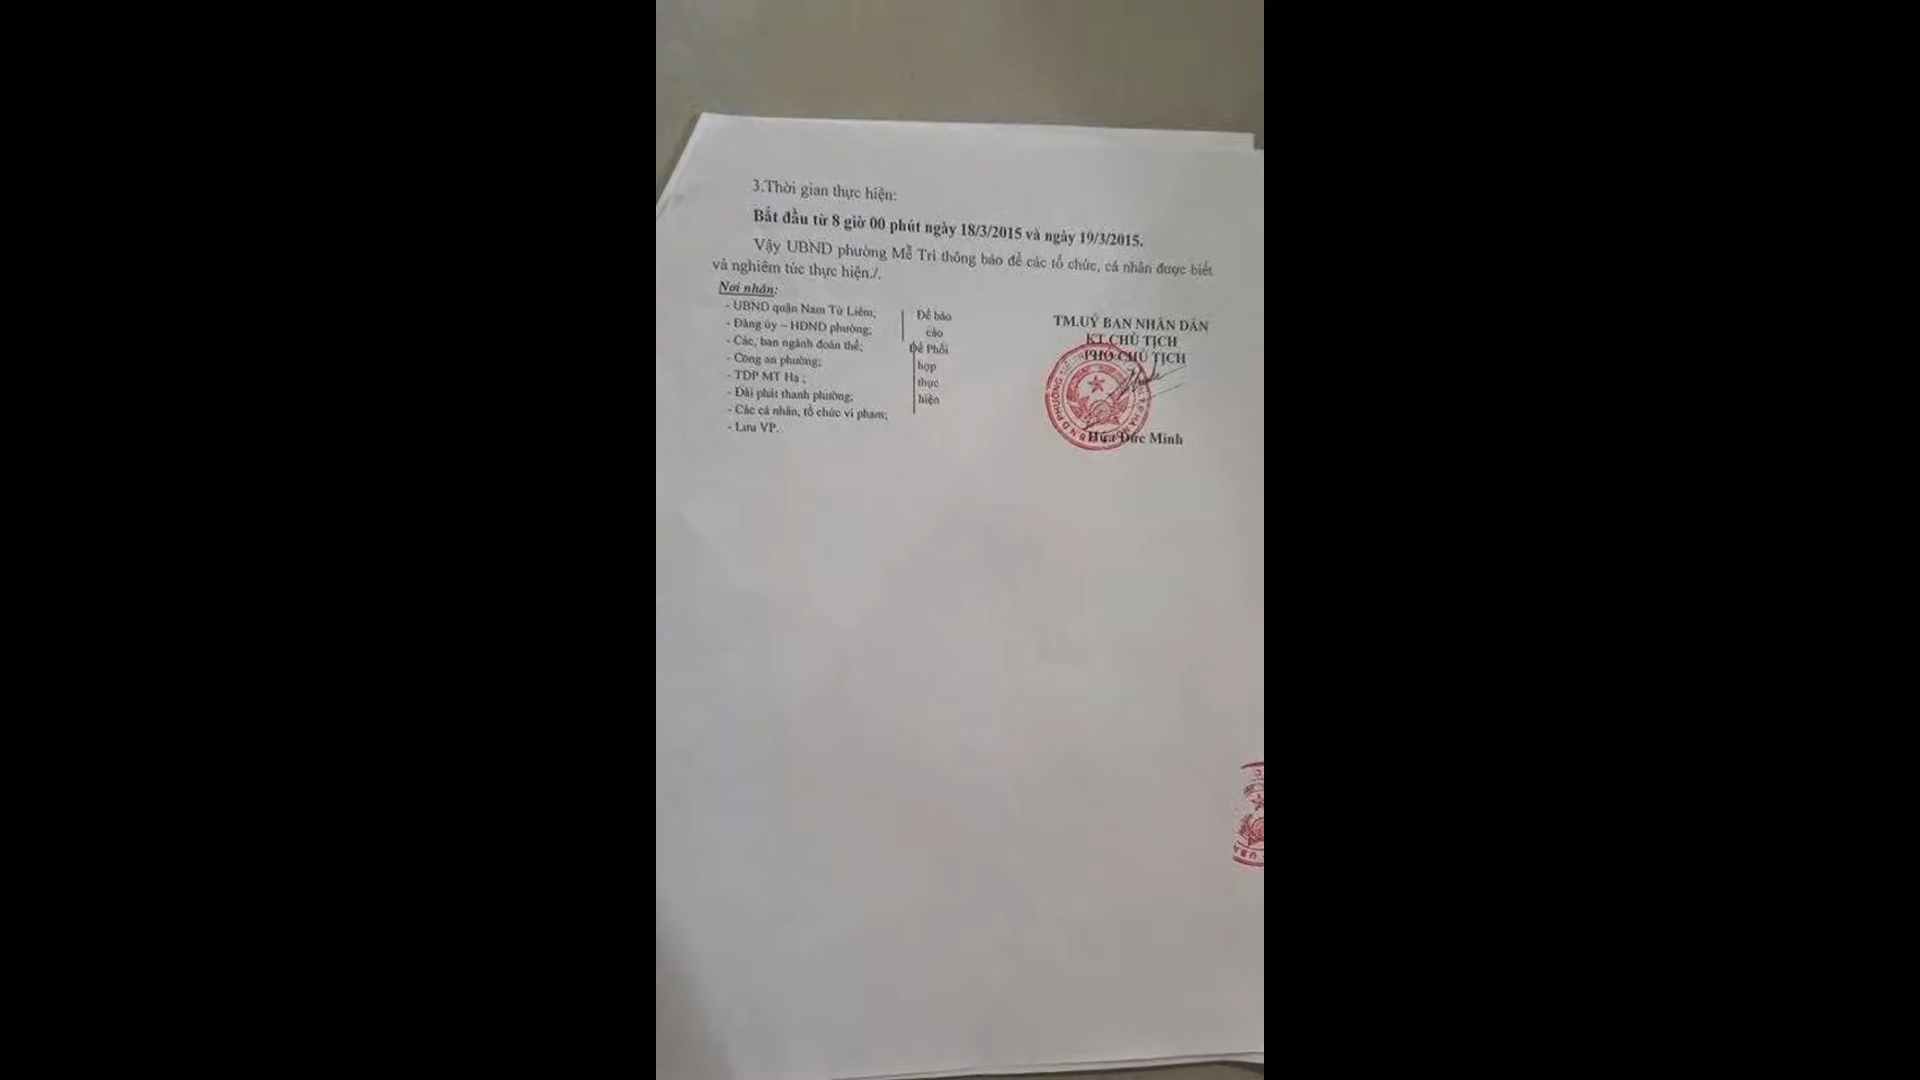 3.Thời gian thực hiện:
Bắt đầu từ 8 giờ 00 phút ngày 18/3/2015 và ngày 19/3/2015.
Vậy UBND phường Mễ Trì thông báo để các tổ chức, cá nhân được biết
và nghiêm túc thực hiện./.
Nơi nhận:
- UBND quận Nam Từ Liêm;
- Đảng ủy – HĐND phường;
- Các, ban ngành đoàn thể;
- Công an phường;
- TDP MT Hạ ;
- Đài phát thanh phường;
- Các cá nhân, tổ chức vi phạm;
- Lưu VP.
Để báo
cáo
Để Phối
hợp
thực
hiện
TM.UỶ BAN NHÂN DÂN
KT.CHỦ TỊCH
PHÓ CHỦ TỊCH
Hứa Đức Minh